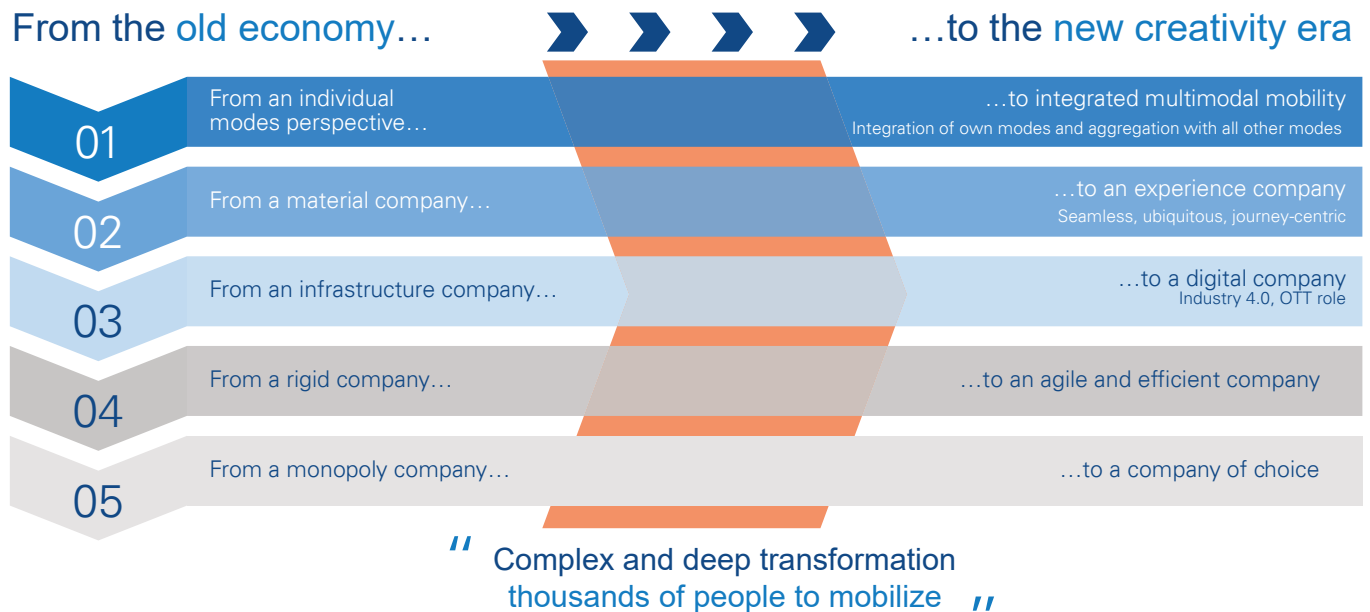 From the old economy…
…to the new creativity era
01
From an individual
modes perspective…
…to integrated multimodal mobility
Integration of own modes and aggregation with all other modes
02
From a material company…
…to an experience company
Seamless, ubiquitous, journey-centric
03
From an infrastructure company…
…to a digital company
Industry 4.0, OTT role
04
From a rigid company…
…to an agile and efficient company
05
From a monopoly company…
…to a company of choice
" Complex and deep transformation
thousands of people to mobilize "